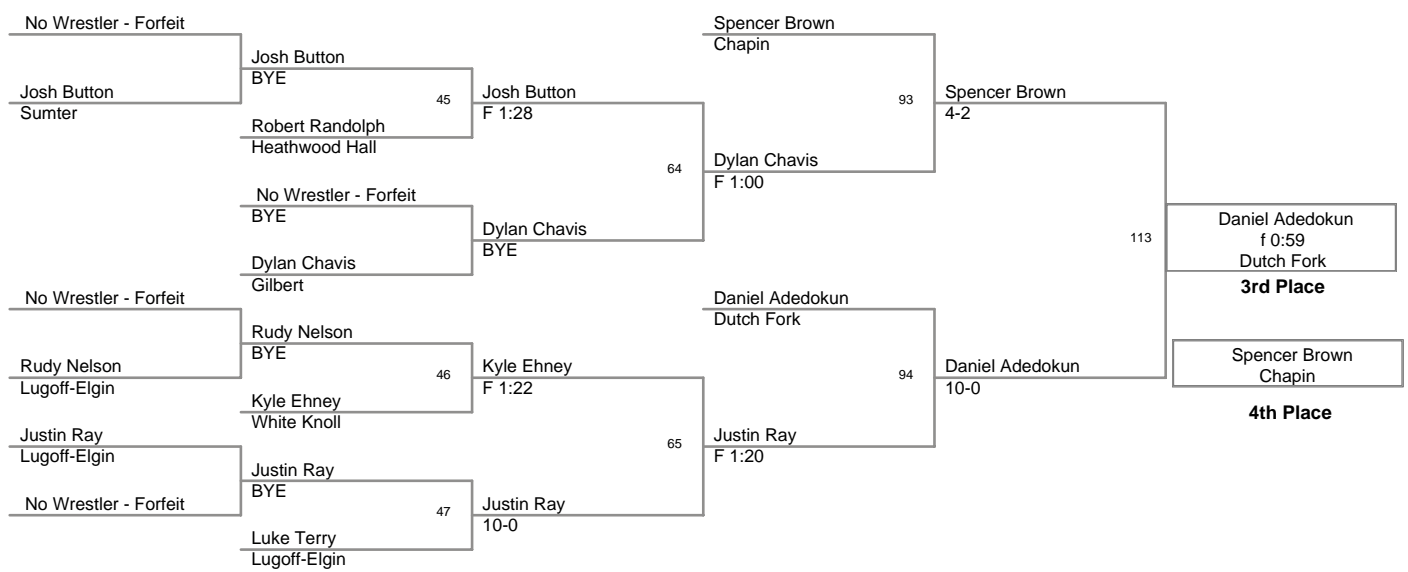 No Wrestler - Forfeit
Josh Button
Sumter
Josh Button
BYE
45
Robert Randolph
Heathwood Hall
Josh Button
F 1:28
No Wrestler - Forfeit
BYE
Dylan Chavis
Gilbert
Dylan Chavis
BYE
64
Spencer Brown
Chapin
Dylan Chavis
F 1:00
93
Spencer Brown
4-2
No Wrestler - Forfeit
Rudy Nelson
Lugoff-Elgin
Rudy Nelson
BYE
46
Kyle Ehney
White Knoll
Kyle Ehney
F 1:22
Justin Ray
Lugoff-Elgin
No Wrestler - Forfeit
Justin Ray
BYE
47
Luke Terry
Lugoff-Elgin
Justin Ray
10-0
65
Daniel Adedokun
Dutch Fork
Justin Ray
F 1:20
94
Daniel Adedokun
10-0
113
Daniel Adedokun
f 0:59
Dutch Fork
3rd Place
Spencer Brown
Chapin
4th Place